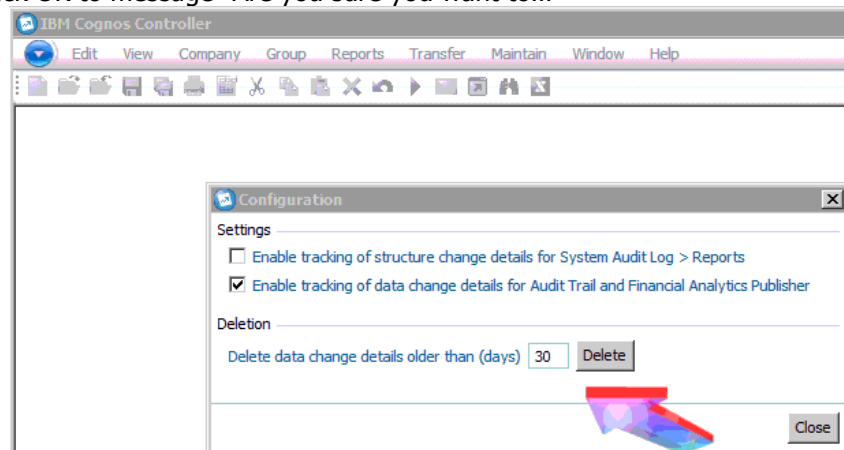 IBM Cognos Controller
Edit View Company Group Reports Transfer Maintain Window Help
Configuration
Settings
Enable tracking of structure change details for System Audit Log > Reports
Enable tracking of data change details for Audit Trail and Financial Analytics Publisher
Deletion
Delete data change details older than (days) 30 Delete
Close